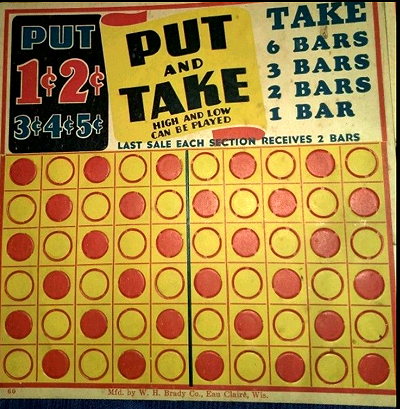 PUT
1¢ 2¢
3¢ 4¢ 5¢
PUT
AND
TAKE
HIGH AND LOW
CAN BE PLAYED
TAKE
6 BARS
3 BARS
2 BARS
1 BAR
LAST SALE EACH SECTION RECEIVES 2 BARS
66 Mfd. by W. H. Brady Co., Eau Claire, Wis.